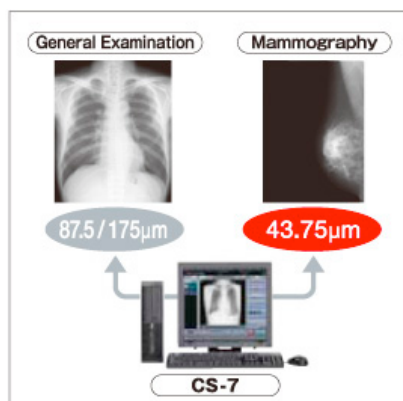 General Examination
Mammography
87.5/175μm
43.75μm
CS-7